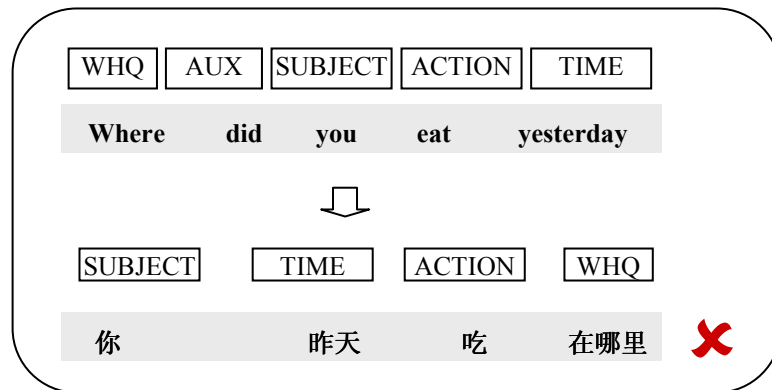 WHQ AUX SUBJECT ACTION TIME
Where did you eat yesterday
SUBJECT TIME ACTION WHQ
你 昨天 吃 在哪里